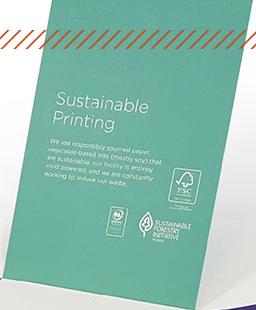 Sustainable
Printing
We use responsibly sourced paper,
vegetable-based inks (mostly soy) that
are sustainable, our facility is entirely
wind powered, and we are constantly
working to reduce our waste.
FSC
SUSTAINABLE
FORESTRY
INITIATIVE